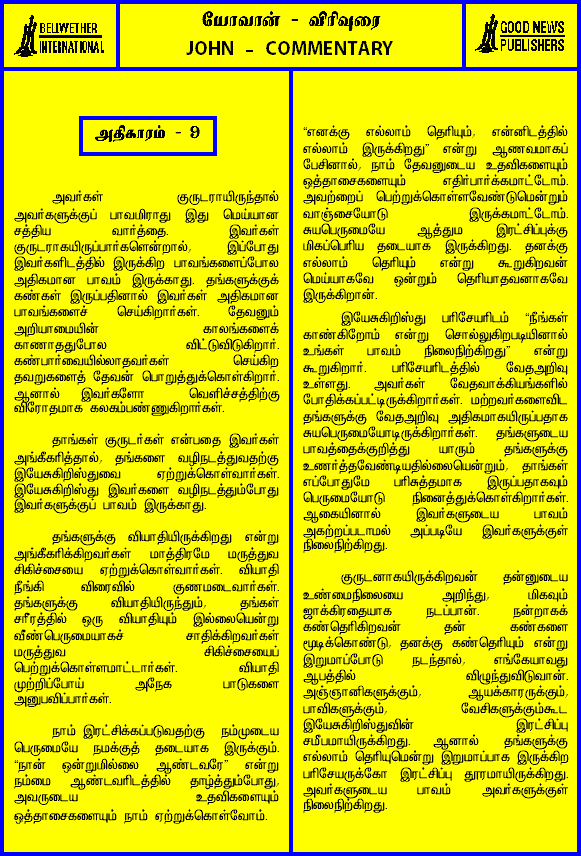 BELLWETHER
INTERNATIONAL
யோவான் - விரிவுரை
JOHN - COMMENTARY
GOOD NEWS
PUBLISHERS
அதிகாரம் - 9
அவர்கள் குருடராயிருந்தால்
அவர்களுக்குப் பாவமிராது இது மெய்யான
சத்திய வார்த்தை. இவர்கள்
குருடராகயிருப்பார்களென்றால், இப்போது
இவர்களிடத்தில் இருக்கிற பாவங்களைப்போல
அதிகமான பாவம் இருக்காது. தங்களுக்குக்
கண்கள் இருப்பதினால் இவர்கள் அதிகமான
பாவங்களைச் செய்கிறார்கள். தேவனும்
அறியாமையின் காலங்களைக்
காணாததுபோல விட்டுவிடுகிறார்.
கண்பார்வையில்லாதவர்கள் செய்கிற
தவறுகளைத் தேவன் பொறுத்துக்கொள்கிறார்.
ஆனால் இவர்களோ வெளிச்சத்திற்கு
விரோதமாக கலகம்பண்ணுகிறார்கள்.
தாங்கள் குருடர்கள் என்பதை இவர்கள்
அங்கீகரித்தால், தங்களை வழிநடத்துவதற்கு
இயேசுகிறிஸ்துவை ஏற்றுக்கொள்வார்கள்.
இயேசுகிறிஸ்து இவர்களை வழிநடத்தும்போது
இவர்களுக்குப் பாவம் இருக்காது.
தங்களுக்கு வியாதியிருக்கிறது என்று
அங்கீகரிக்கிறவர்கள் மாத்திரமே மருத்துவ
சிகிச்சையை ஏற்றுக்கொள்வார்கள். வியாதி
நீங்கி விரைவில் குணமடைவார்கள்.
தங்களுக்கு வியாதியிருந்தும், தங்கள்
சரீரத்தில் ஒரு வியாதியும் இல்லையென்று
வீண்பெருமையாகச் சாதிக்கிறவர்கள்
மருத்துவ சிகிச்சையைப்
பெற்றுக்கொள்ளமாட்டார்கள். வியாதி
முற்றிப்போய் அநேக பாடுகளை
அனுபவிப்பார்கள்.
நாம் இரட்சிக்கப்படுவதற்கு நம்முடைய
பெருமையே நமக்குத் தடையாக இருக்கும்.
“நான் ஒன்றுமில்லை ஆண்டவரே” என்று
நம்மை ஆண்டவரிடத்தில் தாழ்த்தும்போது,
அவருடைய உதவிகளையும்
ஒத்தாசைகளையும் நாம் ஏற்றுக்கொள்வோம்.
“எனக்கு எல்லாம் தெரியும், என்னிடத்தில்
எல்லாம் இருக்கிறது” என்று ஆணவமாகப்
பேசினால், நாம் தேவனுடைய உதவிகளையும்
ஒத்தாசைகளையும் எதிர்பார்க்கமாட்டோம்.
அவற்றைப் பெற்றுக்கொள்ளவேண்டுமென்றும்
வாஞ்சையோடு இருக்கமாட்டோம்.
சுயபெருமையே ஆத்தும இரட்சிப்புக்கு
மிகப்பெரிய தடையாக இருக்கிறது. தனக்கு
எல்லாம் தெரியும் என்று கூறுகிறவன்
மெய்யாகவே ஒன்றும் தெரியாதவனாகவே
இருக்கிறான்.
இயேசுகிறிஸ்து பரிசேயரிடம் “நீங்கள்
காண்கிறோம் என்று சொல்லுகிறபடியினால்
உங்கள் பாவம் நிலைநிற்கிறது” என்று
கூறுகிறார். பரிசேயரிடத்தில் வேதஅறிவு
உள்ளது. அவர்கள் வேதவாக்கியங்களில்
போதிக்கப்பட்டிருக்கிறார்கள். மற்றவர்களைவிட
தங்களுக்கு வேதஅறிவு அதிகமாகயிருப்பதாக
சுயபெருமையோடிருக்கிறார்கள். தங்களுடைய
பாவத்தைக்குறித்து யாரும் தங்களுக்கு
உணர்த்தவேண்டியதில்லையென்றும், தாங்கள்
எப்போதுமே பரிசுத்தமாக இருப்பதாகவும்
பெருமையோடு நினைத்துக்கொள்கிறார்கள்.
ஆகையினால் இவர்களுடைய பாவம்
அகற்றப்படாமல் அப்படியே இவர்களுக்குள்
நிலைநிற்கிறது.
குருடனாகயிருக்கிறவன் தன்னுடைய
உண்மைநிலையை அறிந்து, மிகவும்
ஜாக்கிரதையாக நடப்பான். நன்றாகக்
கண்தெரிகிறவன் தன் கண்களை
மூடிக்கொண்டு, தனக்கு கண்தெரியும் என்று
இறுமாப்போடு நடந்தால், எங்கேயாவது
ஆபத்தில் விழுந்துவிடுவான்.
அஞ்ஞானிகளுக்கும், ஆயக்காரருக்கும்,
பாவிகளுக்கும், வேசிகளுக்கும்கூட
இயேசுகிறிஸ்துவின் இரட்சிப்பு
சமீபமாயிருக்கிறது. ஆனால் தங்களுக்கு
எல்லாம் தெரியுமென்று இறுமாப்பாக இருக்கிற
பரிசேயருக்கோ இரட்சிப்பு தூரமாயிருக்கிறது.
அவர்களுடைய பாவம் அவர்களுக்குள்
நிலைநிற்கிறது.